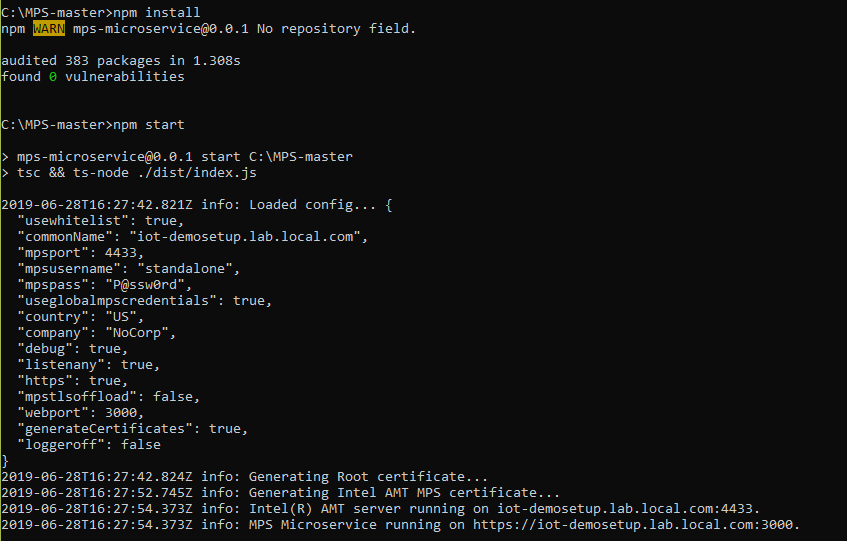 C:\MPS-master>npm install
npm WARN mps-microservice@0.0.1 No repository field.
audited 383 packages in 1.308s
found 0 vulnerabilities
C:\MPS-master>npm start
> mps-microservice@0.0.1 start C:\MPS-master
> tsc && ts-node ./dist/index.js
2019-06-28T16:27:42.821Z info: Loaded config... {
  "usewhitelist": true,
  "commonName": "iot-demosetup.lab.local.com",
  "mpsport": 4433,
  "mpsusername": "standalone",
  "mpspass": "P@ssw0rd",
  "useglobalmpscredentials": true,
  "country": "US",
  "company": "NoCorp",
  "debug": true,
  "listenany": true,
  "https": true,
  "mpstlsoffload": false,
  "webport": 3000,
  "generateCertificates": true,
  "loggeroff": false
}
2019-06-28T16:27:42.824Z info: Generating Root certificate...
2019-06-28T16:27:52.745Z info: Generating Intel AMT MPS certificate...
2019-06-28T16:27:54.373Z info: Intel(R) AMT server running on iot-demosetup.lab.local.com:4433.
2019-06-28T16:27:54.373Z info: MPS Microservice running on https://iot-demosetup.lab.local.com:3000.